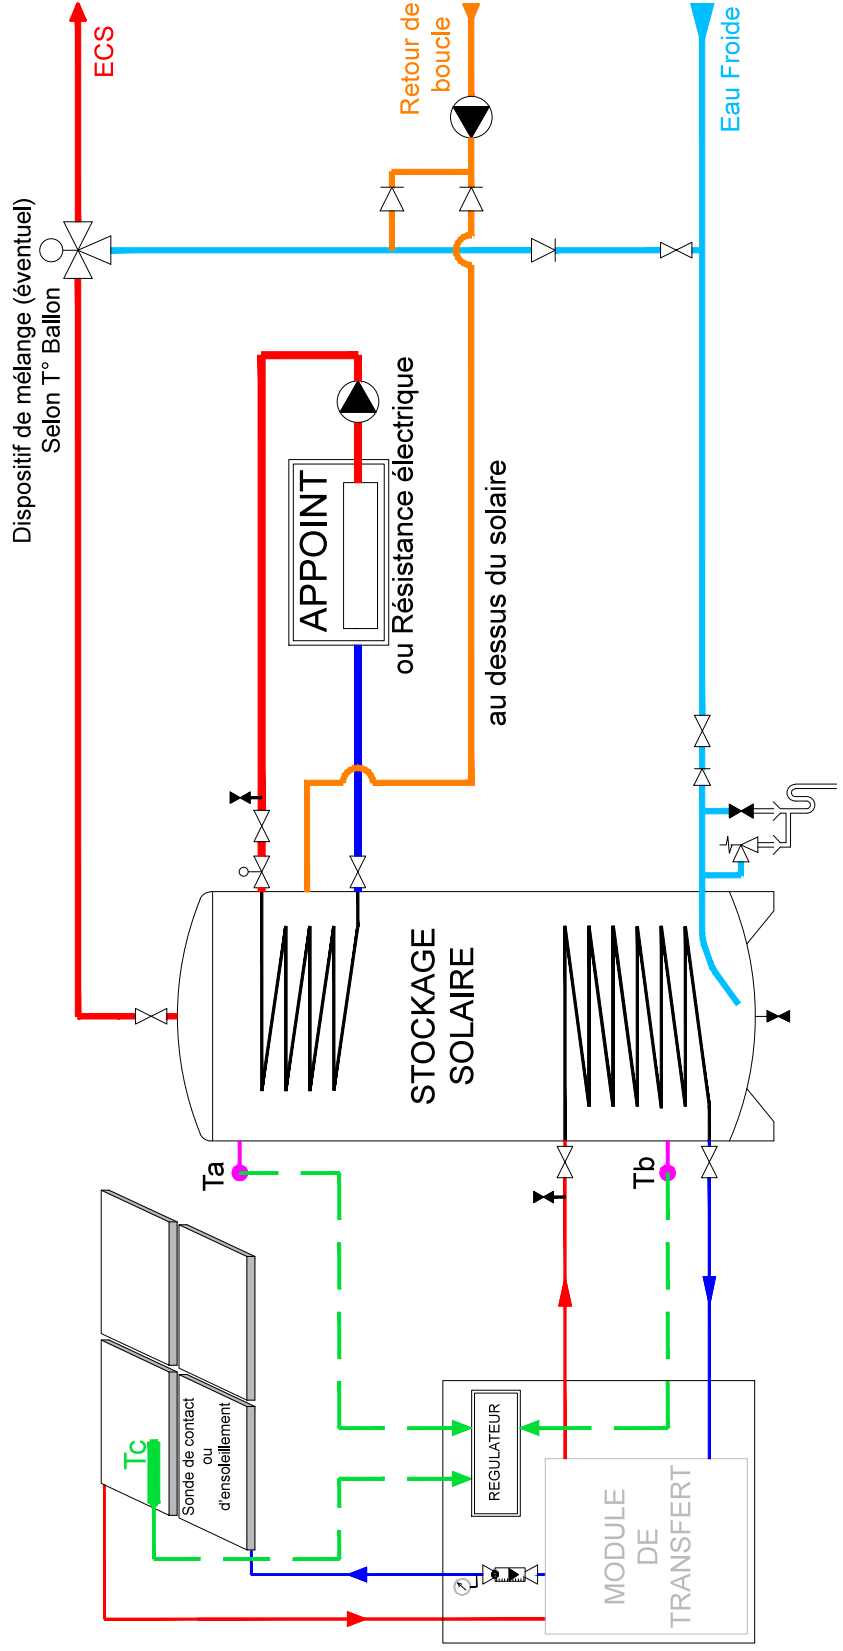 Tc
Sonde de contact
ou
d'ensoleillement
Ta
Dispositif de mélange (éventuel)
Selon T° Ballon
ECS
REGULATEUR
MODULE
DE
TRANSFERT
Tb
STOCKAGE
SOLAIRE
APPOINT
ou Résistance électrique
au dessus du solaire
Retour de
boucle
Eau Froide